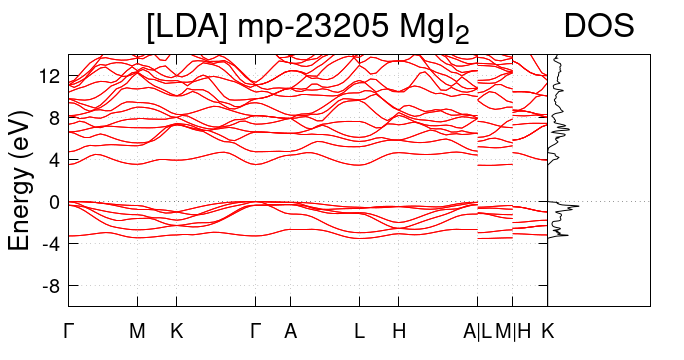 [LDA] mp-23205 MgI2 DOS
12
8
4
0
-4
-8
Energy (eV)
Γ M K Γ A L H A|L M|H K